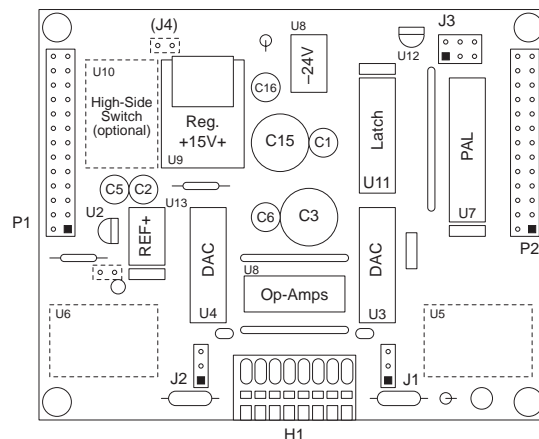 (J4)
U8
J3
U10
High-Side
Switch
(optional)
–24V
U12
C16
Reg.
+15V+
U9
C15
C1
Latch
U11
PAL
U7
C5
C2
U13
P1
U2
REF+
C6
C3
DAC
U4
DAC
U3
P2
U8
Op-Amps
U6
U5
J2
J1
H1